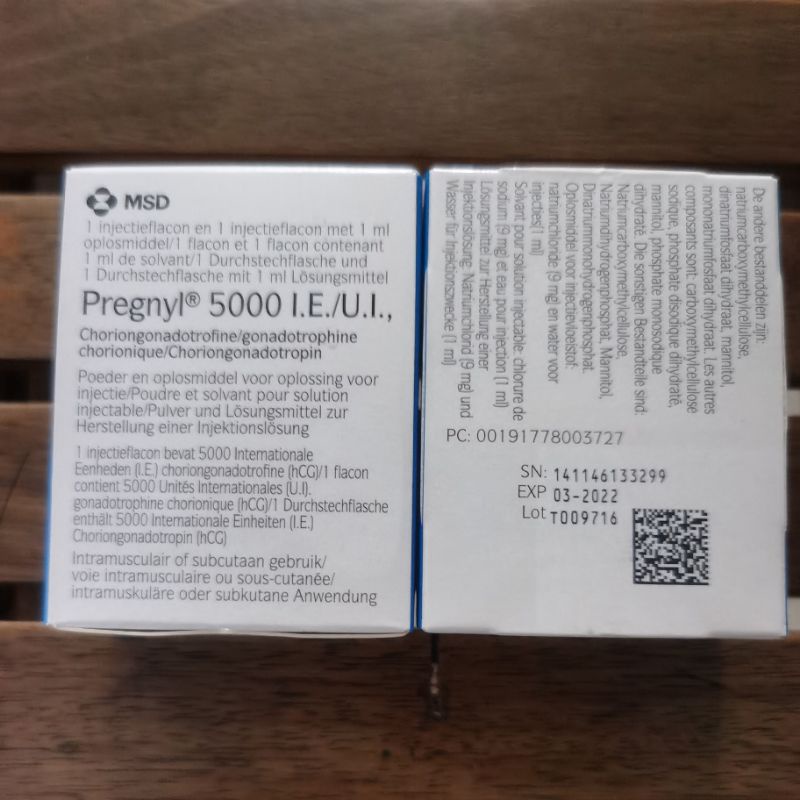 MSD
1 injectieflacon en 1 injectieflacon met 1 ml
oplosmiddel/1 flacon et 1 flacon contenant
1 ml de solvant/1 Durchstechflasche und
1 Durchstechflasche mit 1 ml Lösungsmittel
Pregnyl® 5000 I.E./U.I.,
Choriongonadotrofine/gonadotrophine
chorionique/Choriongonadotropin
Poeder en oplosmiddel voor oplossing voor
injectie/Poudre et solvant pour solution
injectable/Pulver und Lösungsmittel zur
Herstellung einer Injektionslösung
1 injectieflacon bevat 5000 Internationale
Eenheden (I.E.) choriongonadotrofine (hCG)/1 flacon
contient 5000 Unités Internationales (U.I).
gonadotrophine chorionique (hCG)/1 Durchstechflasche
enthält 5000 Internationale Einheiten (I.E.)
Choriongonadotropin (hCG)
Intramusculair of subcutaan gebruik/
voie intramusculaire ou sous-cutanée/
intramuskuläre oder subkutane Anwendung
De andere bestanddelen zijn:
natriumcarboxymethylcellulose,
dinatriumfosfaat dihydraat, mannitol,
mononatriumfosfaat dihydraat. Les autres
composants sont: carboxymethylcellulose
sodique, phosphate disodique dihydraté,
mannitol, phosphate monosodique
dihydraté. Die sonstigen Bestandteile sind:
Natriumcarboxymethylcellulose,
Natriumdihydrogenphosphat, Mannitol,
Dinatriummonohydrogenphosphat.
Oplosmiddel voor injectievloeistof:
natriumchloride (9 mg) en water voor
injecties(1 ml)
Solvant pour solution injectable: chlorure de
sodium (9 mg) et eau pour injection (1 ml)
Lösungsmittel zur Herstellung einer
Injektionslösung: Natriumchlorid (9 mg) und
Wasser für Injektionszwecke (1 ml)
PC: 00191778003727
SN: 141146133299
EXP 03-2022
Lot T009716